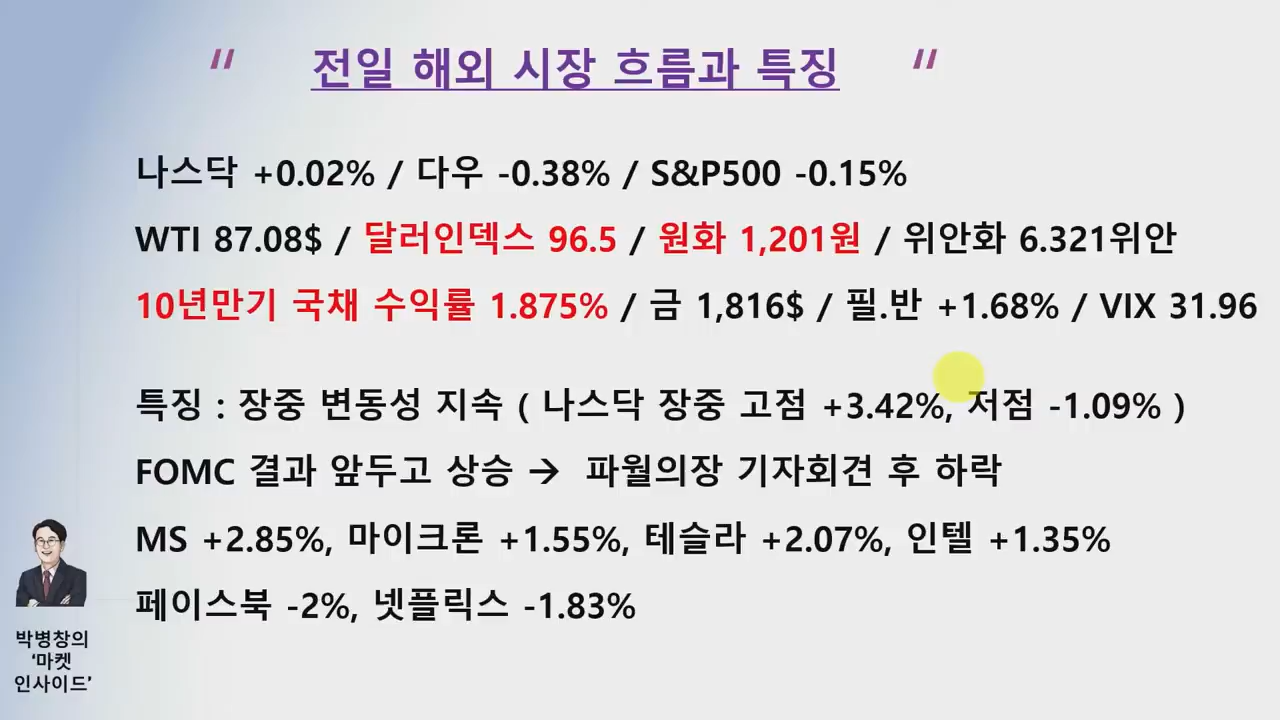 " 전일 해외 시장 흐름과 특징 "
나스닥 +0.02% / 다우 -0.38% / S&P500 -0.15%
WTI 87.08$ / 달러인덱스 96.5 / 원화 1,201원 / 위안화 6.321위안
10년만기 국채 수익률 1.875% / 금 1,816$ / 필.반 +1.68% / VIX 31.96
특징 : 장중 변동성 지속 ( 나스닥 장중 고점 +3.42%, 저점 -1.09% )
FOMC 결과 앞두고 상승 → 파월의장 기자회견 후 하락
MS +2.85%, 마이크론 +1.55%, 테슬라 +2.07%, 인텔 +1.35%
페이스북 -2%, 넷플릭스 -1.83%
박병창의
‘마켓
인사이드’